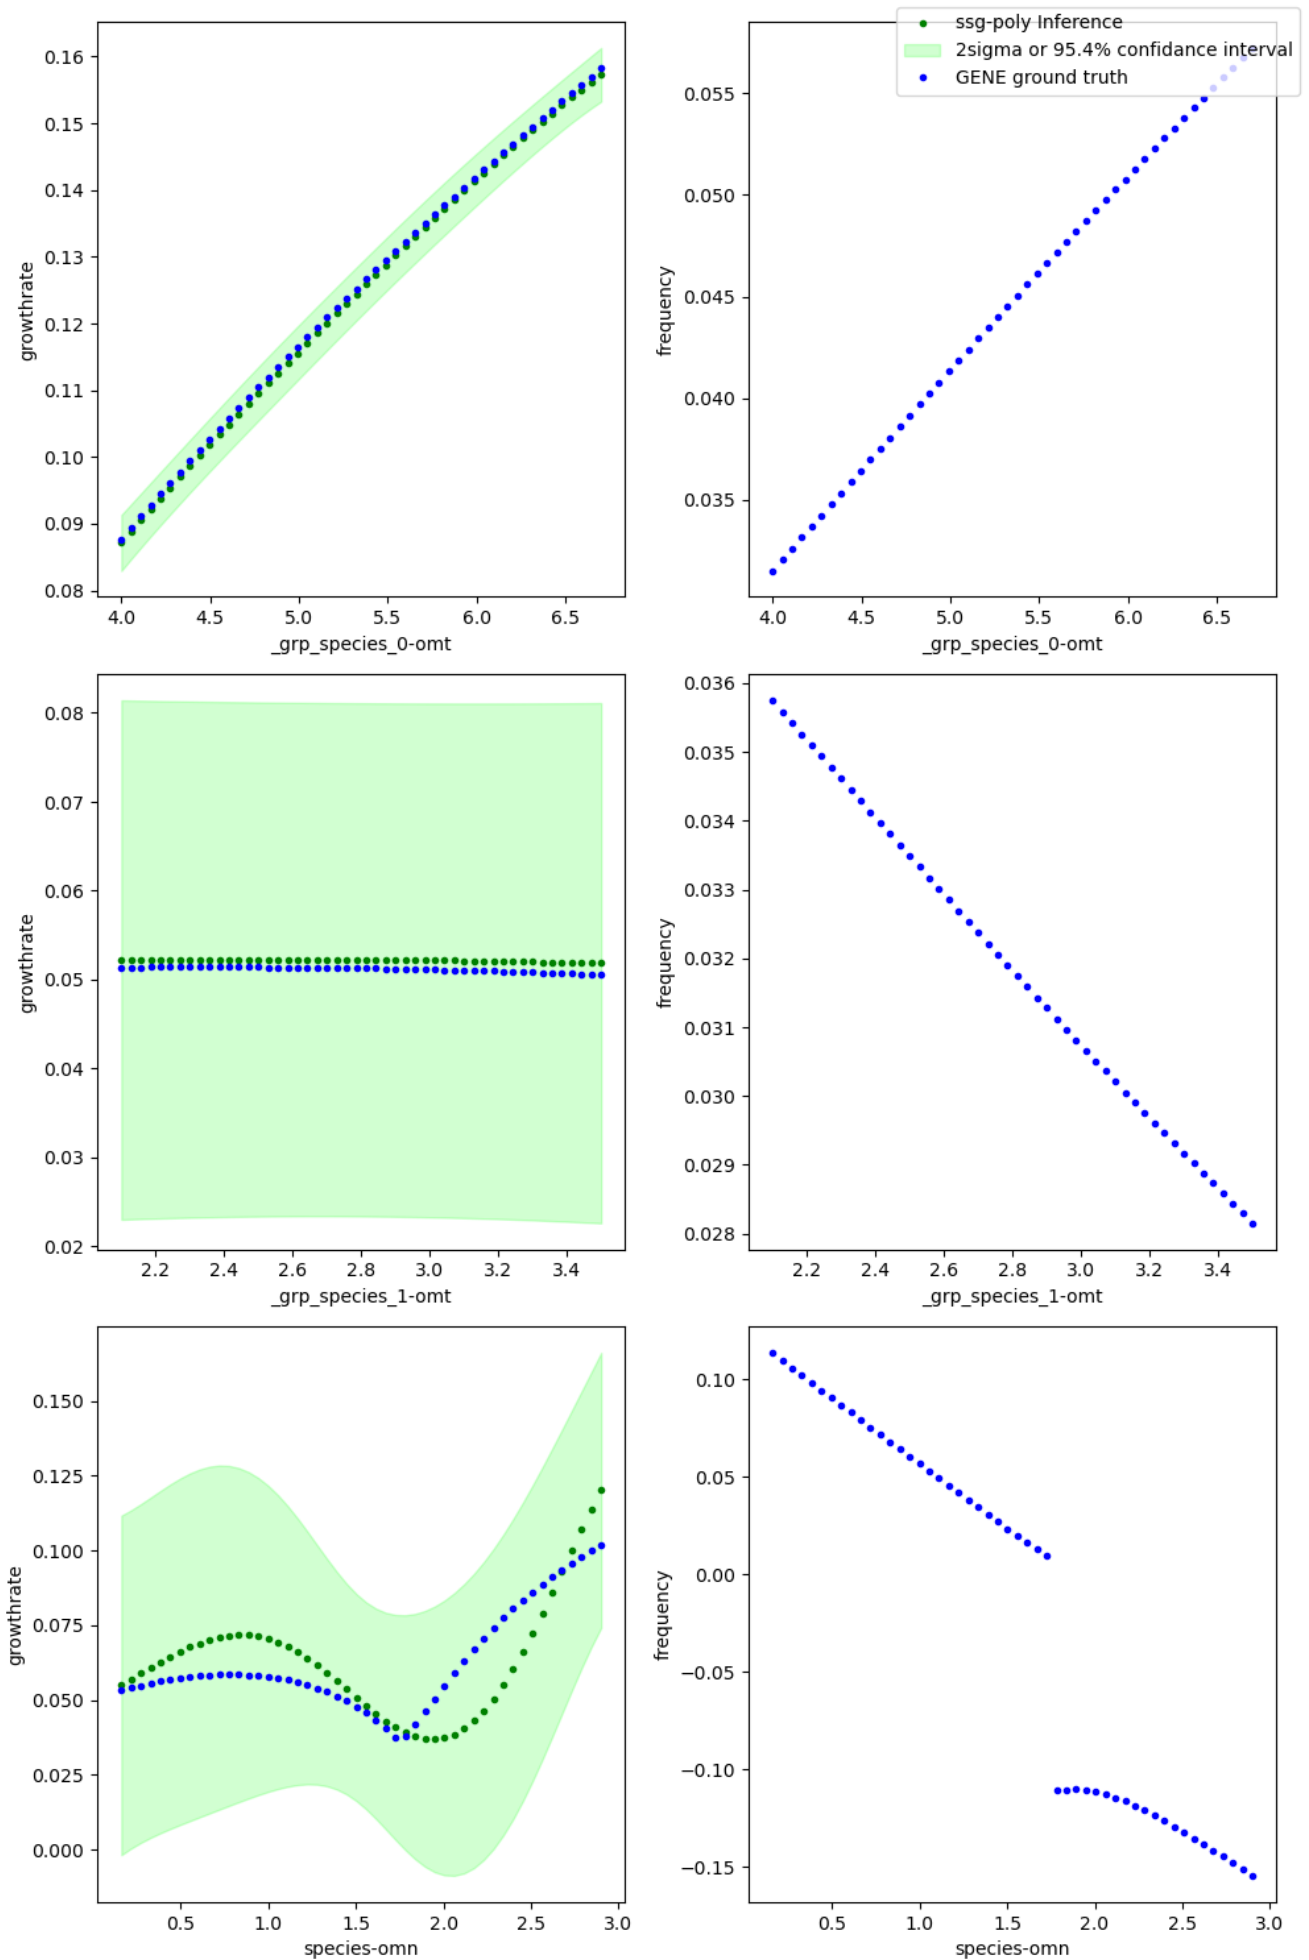 ssg-poly Inference
2sigma or 95.4% confidance interval
GENE ground truth
0.16
0.15
0.14
0.13
0.12
0.11
0.10
0.09
0.08
growthrate
4.0 4.5 5.0 5.5 6.0 6.5
_grp_species_0-omt
0.055
0.050
0.045
0.040
0.035
frequency
4.0 4.5 5.0 5.5 6.0 6.5
_grp_species_0-omt
0.08
0.07
0.06
0.05
0.04
0.03
0.02
growthrate
2.2 2.4 2.6 2.8 3.0 3.2 3.4
_grp_species_1-omt
0.036
0.035
0.034
0.033
0.032
0.031
0.030
0.029
0.028
frequency
2.2 2.4 2.6 2.8 3.0 3.2 3.4
_grp_species_1-omt
0.150
0.125
0.100
0.075
0.050
0.025
0.000
growthrate
0.5 1.0 1.5 2.0 2.5 3.0
species-omn
0.10
0.05
0.00
−0.05
−0.10
−0.15
frequency
0.5 1.0 1.5 2.0 2.5 3.0
species-omn